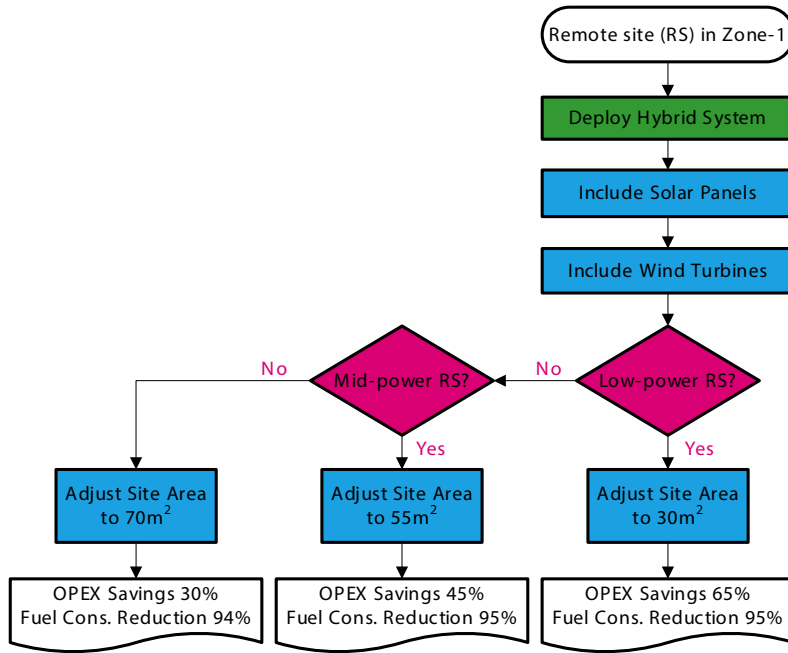 Remote site (RS) in Zone-1
Deploy Hybrid System
Include Solar Panels
Include Wind Turbines
Low-power RS?
No
Mid-power RS?
No
Yes
Yes
Adjust Site Area
to 70m²
Adjust Site Area
to 55m²
Adjust Site Area
to 30m²
OPEX Savings 30%
Fuel Cons. Reduction 94%
OPEX Savings 45%
Fuel Cons. Reduction 95%
OPEX Savings 65%
Fuel Cons. Reduction 95%